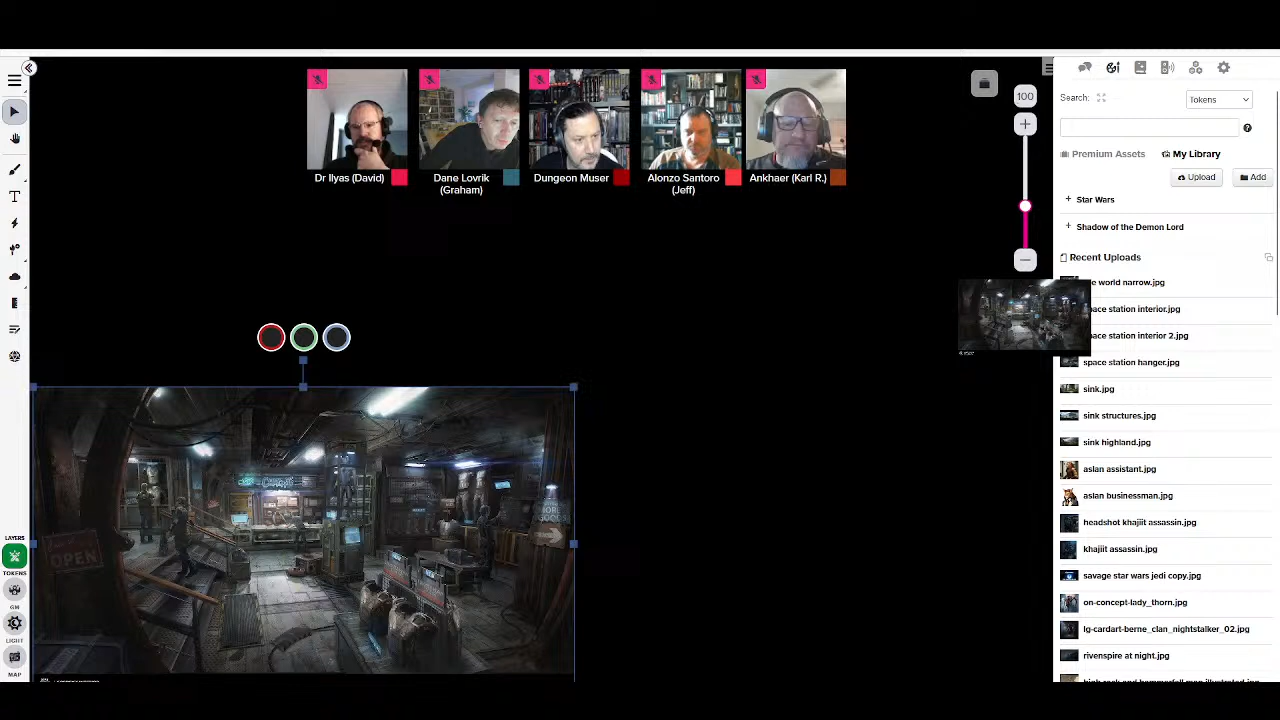 Dr Ilyas (David)
Dane Lovrik
(Graham)
Dungeon Muser
Alonzo Santoro
(Jeff)
Ankhaer (Karl R.)
100
Search:
Tokens
Premium Assets
My Library
Upload
Add
Star Wars
Shadow of the Demon Lord
Recent Uploads
e world narrow.jpg
pace station interior.jpg
pace station interior 2.jpg
space station hanger.jpg
sink.jpg
sink structures.jpg
sink highland.jpg
aslan assistant.jpg
aslan businessman.jpg
headshot khajiit assassin.jpg
khajiit assassin.jpg
savage star wars jedi copy.jpg
on-concept-lady_thorn.jpg
lg-cardart-berne_clan_nightstalker_02.jpg
rivenspire at night.jpg
LAYERS
TOKENS
GM
LIGHT
MAP
OPEN
MORE
GOODS